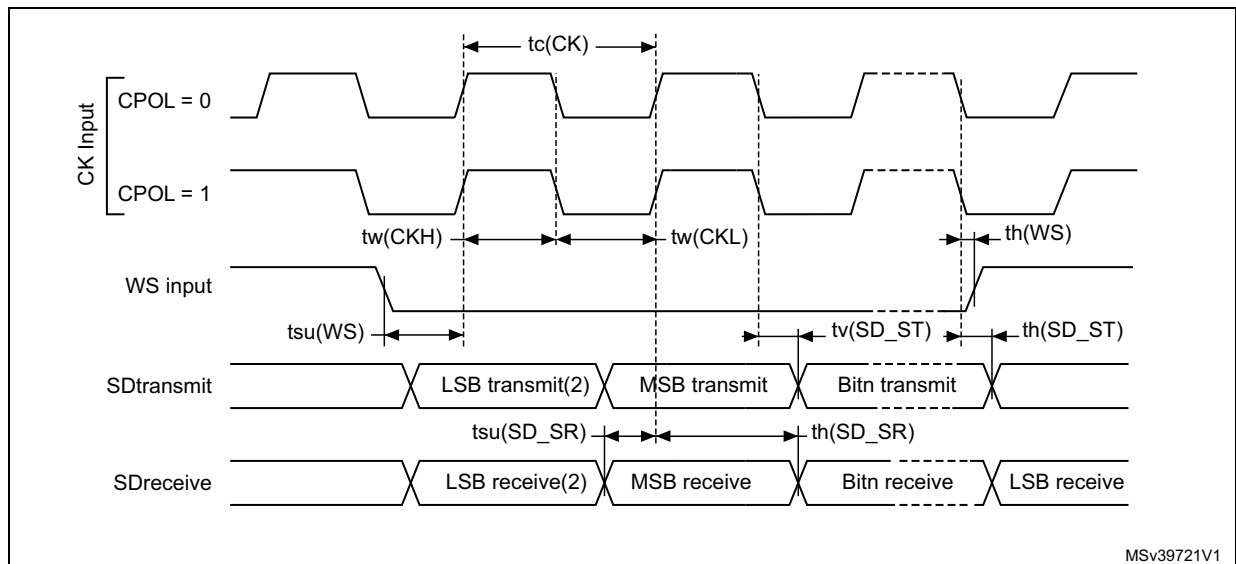 tc(CK)
CK Input
CPOL = 0
CPOL = 1
tw(CKH)
tw(CKL)
th(WS)
WS input
tsu(WS)
tv(SD_ST)
th(SD_ST)
SDtransmit
LSB transmit(2)
MSB transmit
Bitn transmit
tsu(SD_SR)
th(SD_SR)
SDreceive
LSB receive(2)
MSB receive
Bitn receive
LSB receive
MSv39721V1